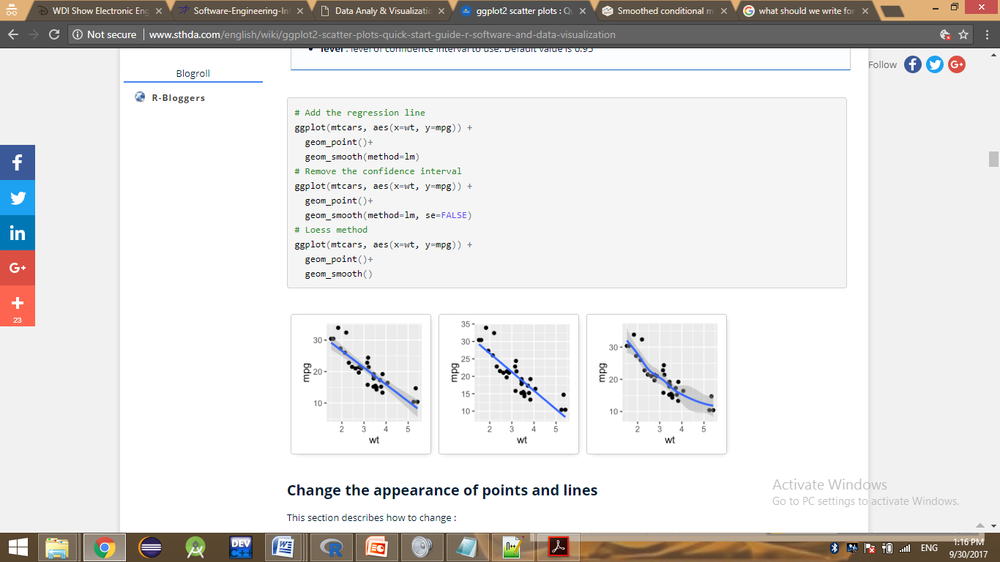 WDI Show Electronic Eng
Software-Engineering-In
Data Analy & Visualizatio
ggplot2 scatter plots : Q
Smoothed conditional m
what should we write for
Not secure | www.sthda.com/english/wiki/ggplot2-scatter-plots-quick-start-guide-r-software-and-data-visualization
level : level of confidence interval to use. Default value is 0.95
Follow
Blogroll
R-Bloggers
# Add the regression line
ggplot(mtcars, aes(x=wt, y=mpg)) +
geom_point()+
geom_smooth(method=lm)
# Remove the confidence interval
ggplot(mtcars, aes(x=wt, y=mpg)) +
geom_point()+
geom_smooth(method=lm, se=FALSE)
# Loess method
ggplot(mtcars, aes(x=wt, y=mpg)) +
geom_point()+
geom_smooth()
f
in
G+
+
23
30
20
10
mpg
2 3 4 5
wt
35
30
25
20
15
10
mpg
2 3 4 5
wt
30
20
10
mpg
2 3 4 5
wt
Change the appearance of points and lines
This section describes how to change :
Activate Windows
Go to PC settings to activate Windows.
DEV
C++
ENG
1:16 PM
9/30/2017